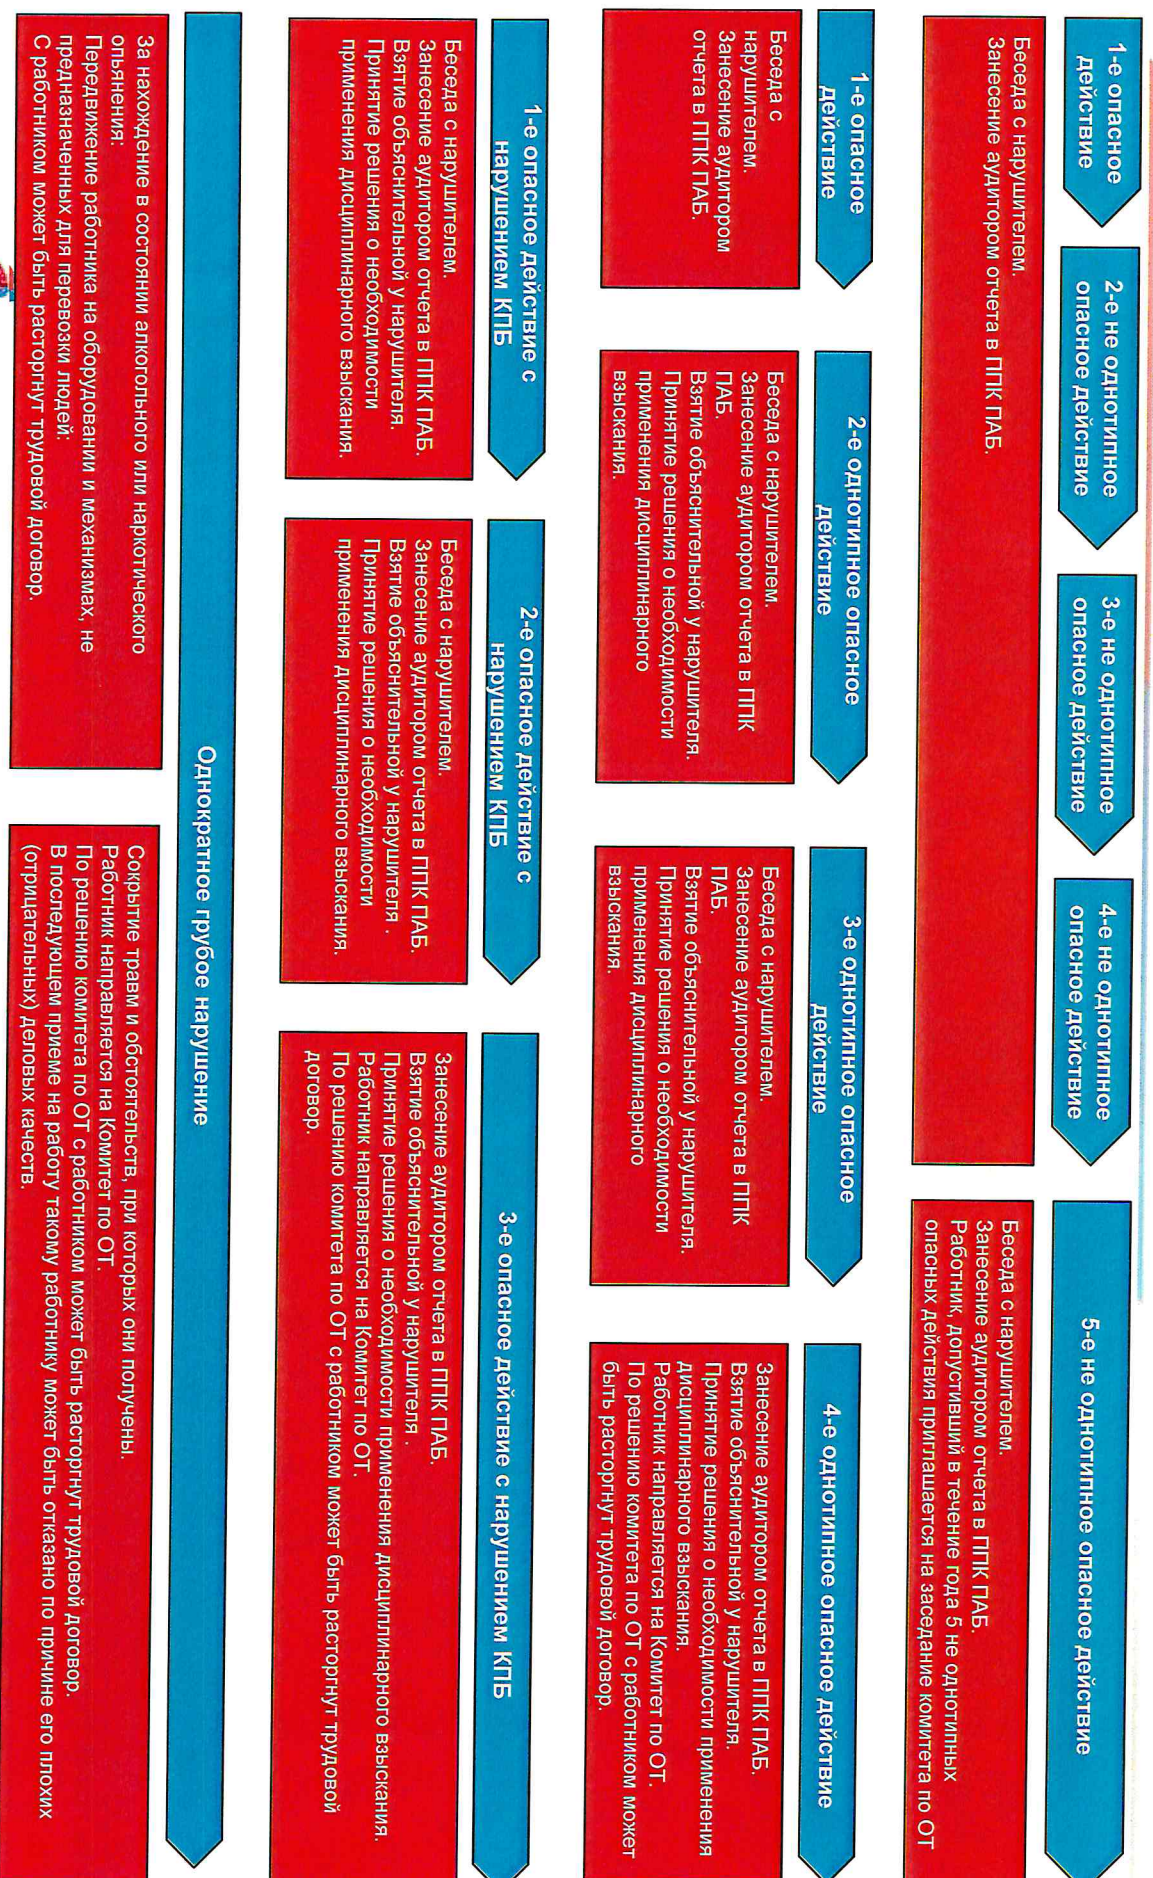 1-е опасное
действие
2-е не однотипное
опасное действие
3-е не однотипное
опасное действие
4-е не однотипное
опасное действие
5-е не однотипное опасное действие
Беседа с нарушителем.
Занесение аудитором отчета в ППК ПАБ.
Беседа с нарушителем.
Занесение аудитором отчета в ППК ПАБ.
Работник, допустивший в течение года 5 не однотипных
опасных действия приглашается на заседание комитета по ОТ
1-е опасное
действие
2-е однотипное опасное
действие
3-е однотипное опасное
действие
4-е однотипное опасное действие
Беседа с
нарушителем.
Занесение аудитором
отчета в ППК ПАБ.
Беседа с нарушителем.
Занесение аудитором отчета в ППК
ПАБ.
Взятие объяснительной у нарушителя.
Принятие решения о необходимости
применения дисциплинарного
взыскания.
Беседа с нарушителем.
Занесение аудитором отчета в ППК
ПАБ.
Взятие объяснительной у нарушителя.
Принятие решения о необходимости
применения дисциплинарного
взыскания.
Занесение аудитором отчета в ППК ПАБ.
Взятие объяснительной у нарушителя.
Принятие решения о необходимости применения
дисциплинарного взыскания.
Работник направляется на Комитет по ОТ.
По решению комитета по ОТ с работником может
быть расторгнут трудовой договор.
1-е опасное действие с
нарушением КПБ
2-е опасное действие с
нарушением КПБ
3-е опасное действие с нарушением КПБ
Беседа с нарушителем.
Занесение аудитором отчета в ППК ПАБ.
Взятие объяснительной у нарушителя.
Принятие решения о необходимости
применения дисциплинарного взыскания.
Беседа с нарушителем.
Занесение аудитором отчета в ППК ПАБ.
Взятие объяснительной у нарушителя .
Принятие решения о необходимости
применения дисциплинарного взыскания.
Занесение аудитором отчета в ППК ПАБ.
Взятие объяснительной у нарушителя .
Принятие решения о необходимости применения дисциплинарного взыскания.
Работник направляется на Комитет по ОТ.
По решению комитета по ОТ с работником может быть расторгнут трудовой
договор.
Однократное грубое нарушение
За нахождение в состоянии алкогольного или наркотического
опьянения;
Передвижение работника на оборудовании и механизмах, не
предназначенных для перевозки людей;
С работником может быть расторгнут трудовой договор.
Сокрытие травм и обстоятельств, при которых они получены.
Работник направляется на Комитет по ОТ.
По решению комитета по ОТ с работником может быть расторгнут трудовой договор.
В последующем приеме на работу такому работнику может быть отказано по причине его плохих
(отрицательных) деловых качеств.